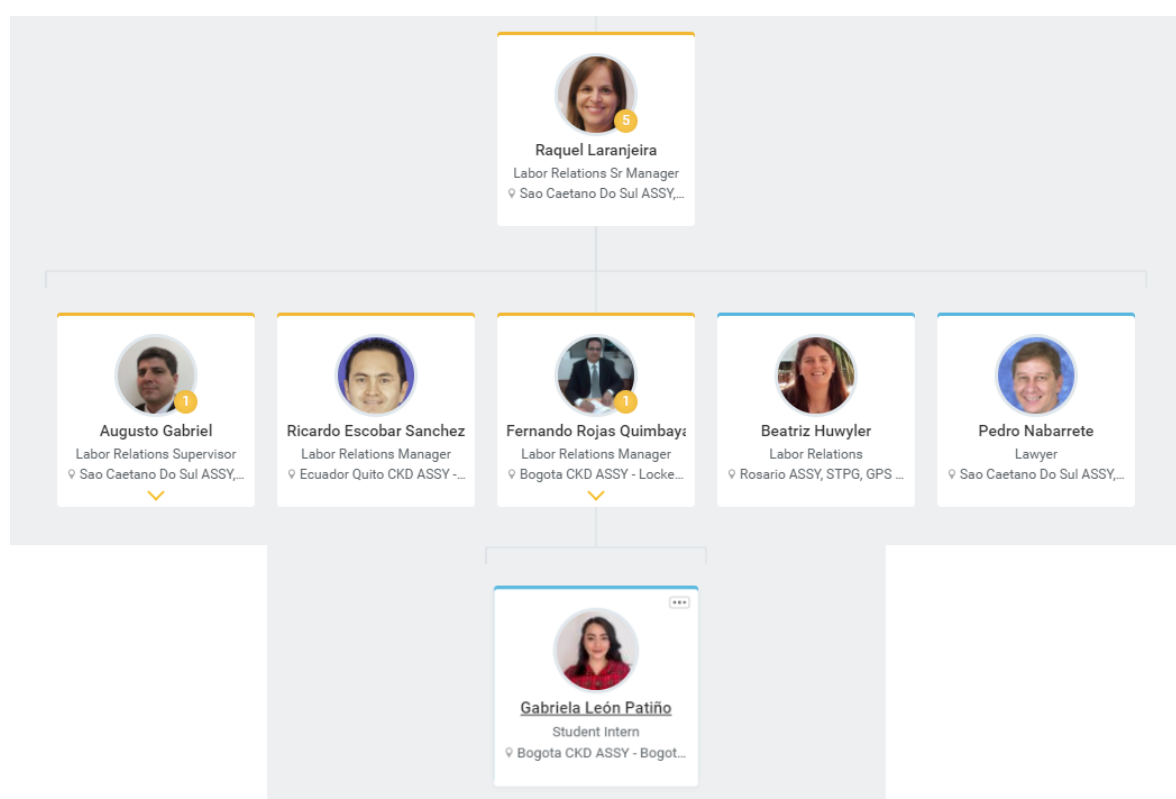 5
Raquel Laranjeira
Labor Relations Sr Manager
Sao Caetano Do Sul ASSY,...
1
Augusto Gabriel
Labor Relations Supervisor
Sao Caetano Do Sul ASSY,...
Ricardo Escobar Sanchez
Labor Relations Manager
Ecuador Quito CKD ASSY -...
1
Fernando Rojas Quimbaya
Labor Relations Manager
Bogota CKD ASSY - Locke...
Beatriz Huwyler
Labor Relations
Rosario ASSY, STPG, GPS ...
Pedro Nabarrete
Lawyer
Sao Caetano Do Sul ASSY,...
Gabriela León Patiño
Student Intern
Bogota CKD ASSY - Bogot...